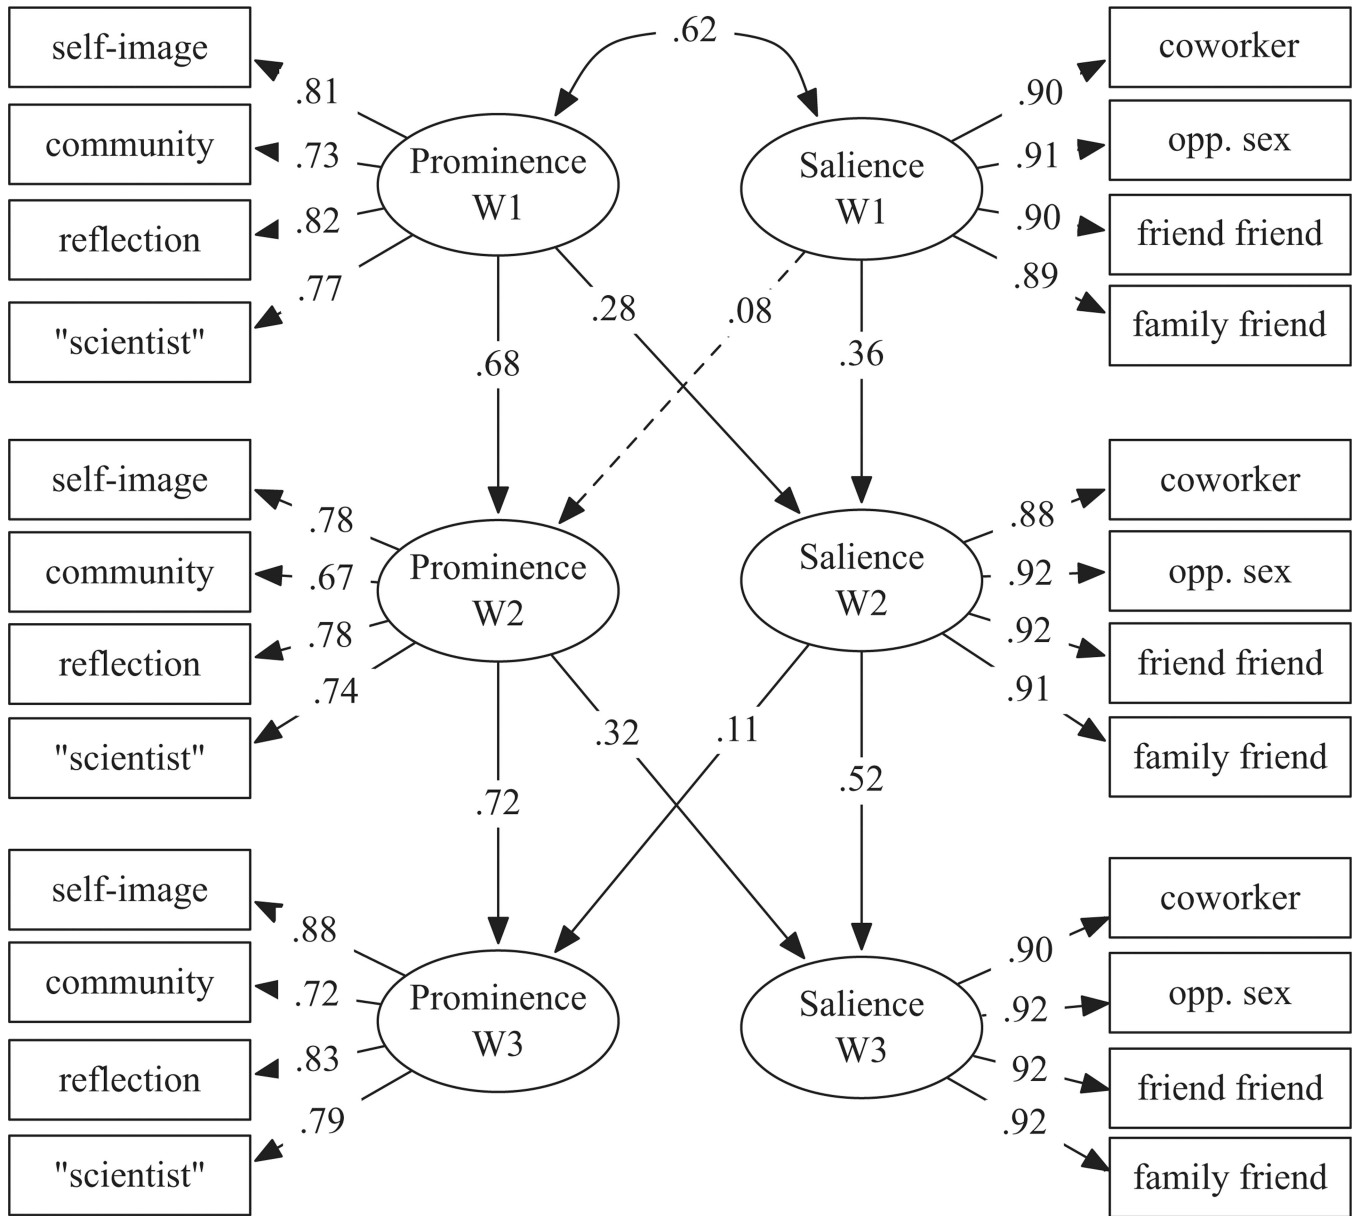 .62
self-image
.81
community
.73
reflection
.82
"scientist"
.77
Prominence
W1
Salience
W1
coworker
.90
opp. sex
.91
friend friend
.90
family friend
.89
.68
.28
.08
.36
self-image
.78
community
.67
reflection
.78
"scientist"
.74
Prominence
W2
Salience
W2
coworker
.88
opp. sex
.92
friend friend
.92
family friend
.91
.72
.32
.11
.52
self-image
.88
community
.72
reflection
.83
"scientist"
.79
Prominence
W3
Salience
W3
coworker
.90
opp. sex
.92
friend friend
92
family friend
.92